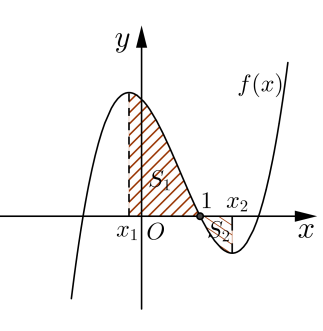 y
f(x)
S₁
1 x₂
x₁ O S₂ x